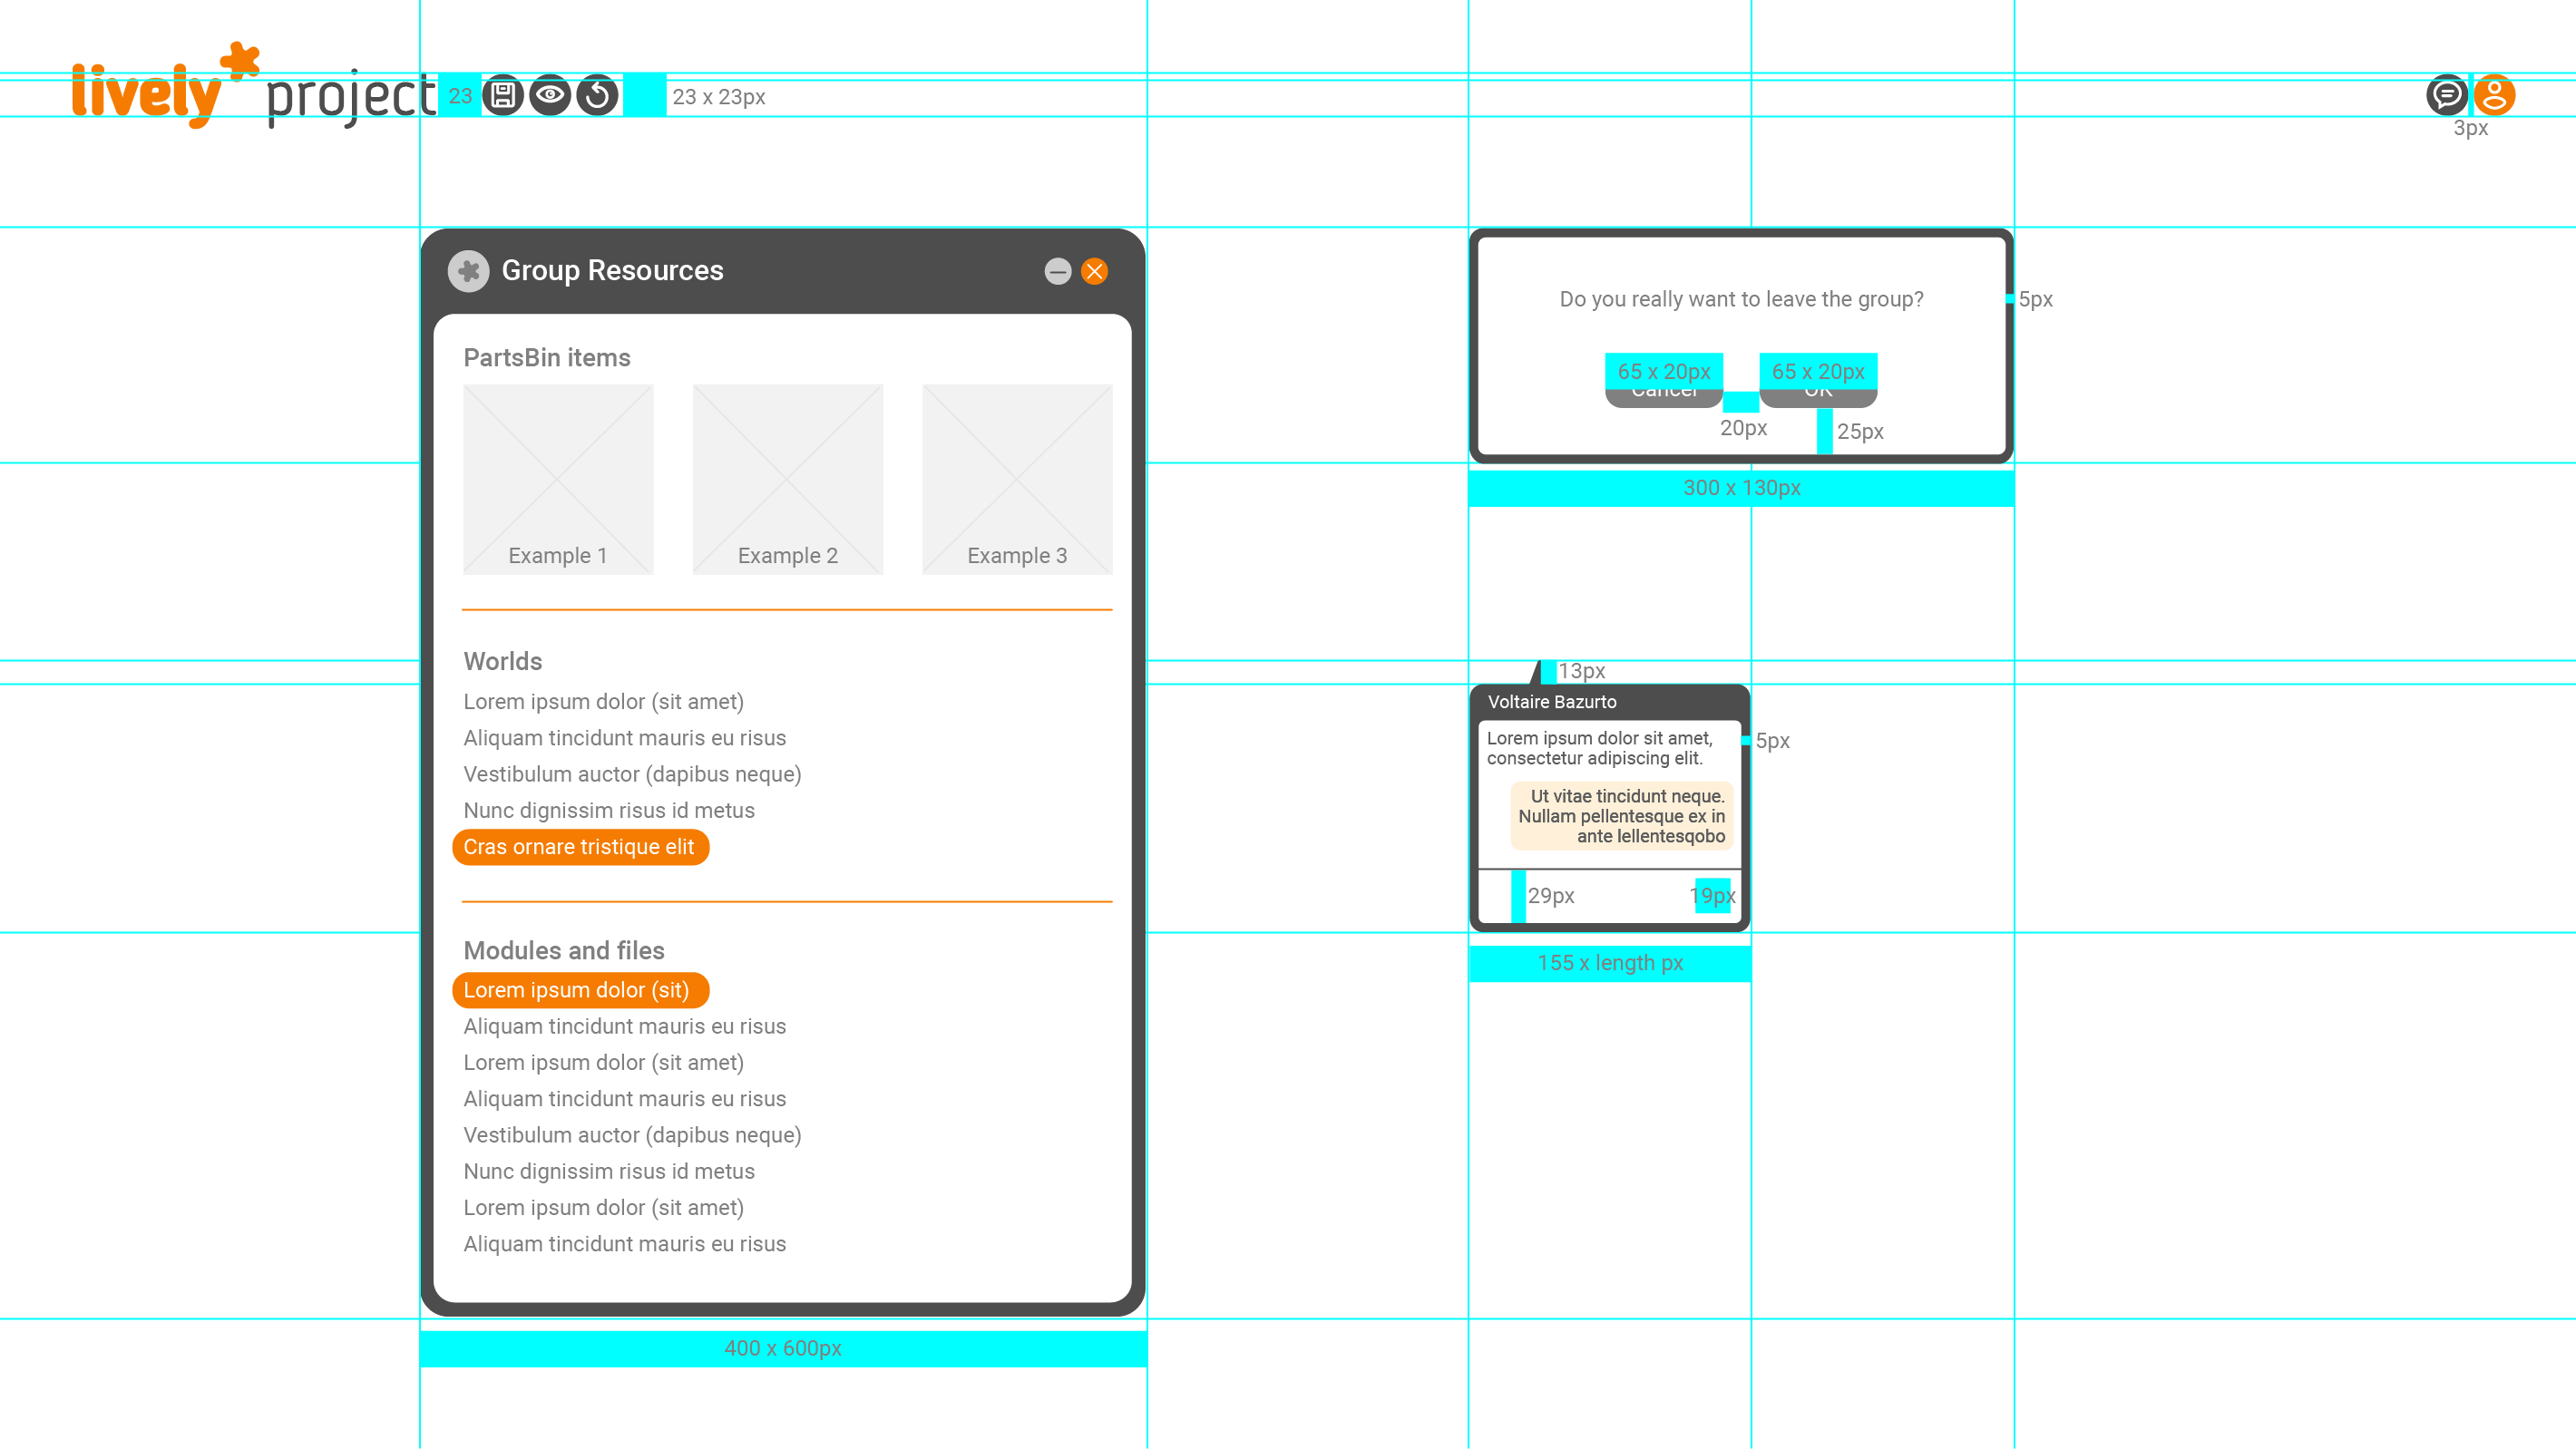 lively project
23
23 x 23px
3px
Group Resources
PartsBin items
Example 1
Example 2
Example 3
Worlds
Lorem ipsum dolor (sit amet)
Aliquam tincidunt mauris eu risus
Vestibulum auctor (dapibus neque)
Nunc dignissim risus id metus
Cras ornare tristique elit
Modules and files
Lorem ipsum dolor (sit)
Aliquam tincidunt mauris eu risus
Lorem ipsum dolor (sit amet)
Aliquam tincidunt mauris eu risus
Vestibulum auctor (dapibus neque)
Nunc dignissim risus id metus
Lorem ipsum dolor (sit amet)
Aliquam tincidunt mauris eu risus
400 x 600px
Do you really want to leave the group?
5px
65 x 20px
65 x 20px
Cancel
OK
20px
25px
300 x 130px
13px
Voltaire Bazurto
Lorem ipsum dolor sit amet,
consectetur adipiscing elit.
5px
Ut vitae tincidunt neque.
Nullam pellentesque ex in
ante lellentesqobo
29px
19px
155 x length px